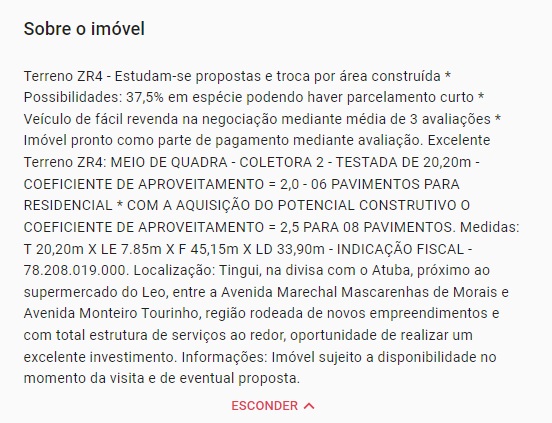 Sobre o imóvel
Terreno ZR4 - Estudam-se propostas e troca por área construída *
Possibilidades: 37,5% em espécie podendo haver parcelamento curto *
Veículo de fácil revenda na negociação mediante média de 3 avaliações *
Imóvel pronto como parte de pagamento mediante avaliação. Excelente
Terreno ZR4: MEIO DE QUADRA - COLETORA 2 - TESTADA DE 20,20m -
COEFICIENTE DE APROVEITAMENTO = 2,0 - 06 PAVIMENTOS PARA
RESIDENCIAL * COM A AQUISIÇÃO DO POTENCIAL CONSTRUTIVO O
COEFICIENTE DE APROVEITAMENTO = 2,5 PARA 08 PAVIMENTOS. Medidas:
T 20,20m X LE 7.85m X F 45,15m X LD 33,90m - INDICAÇÃO FISCAL -
78.208.019.000. Localização: Tingui, na divisa com o Atuba, próximo ao
supermercado do Leo, entre a Avenida Marechal Mascarenhas de Morais e
Avenida Monteiro Tourinho, região rodeada de novos empreendimentos e
com total estrutura de serviços ao redor, oportunidade de realizar um
excelente investimento. Informações: Imóvel sujeito a disponibilidade no
momento da visita e de eventual proposta.
ESCONDER